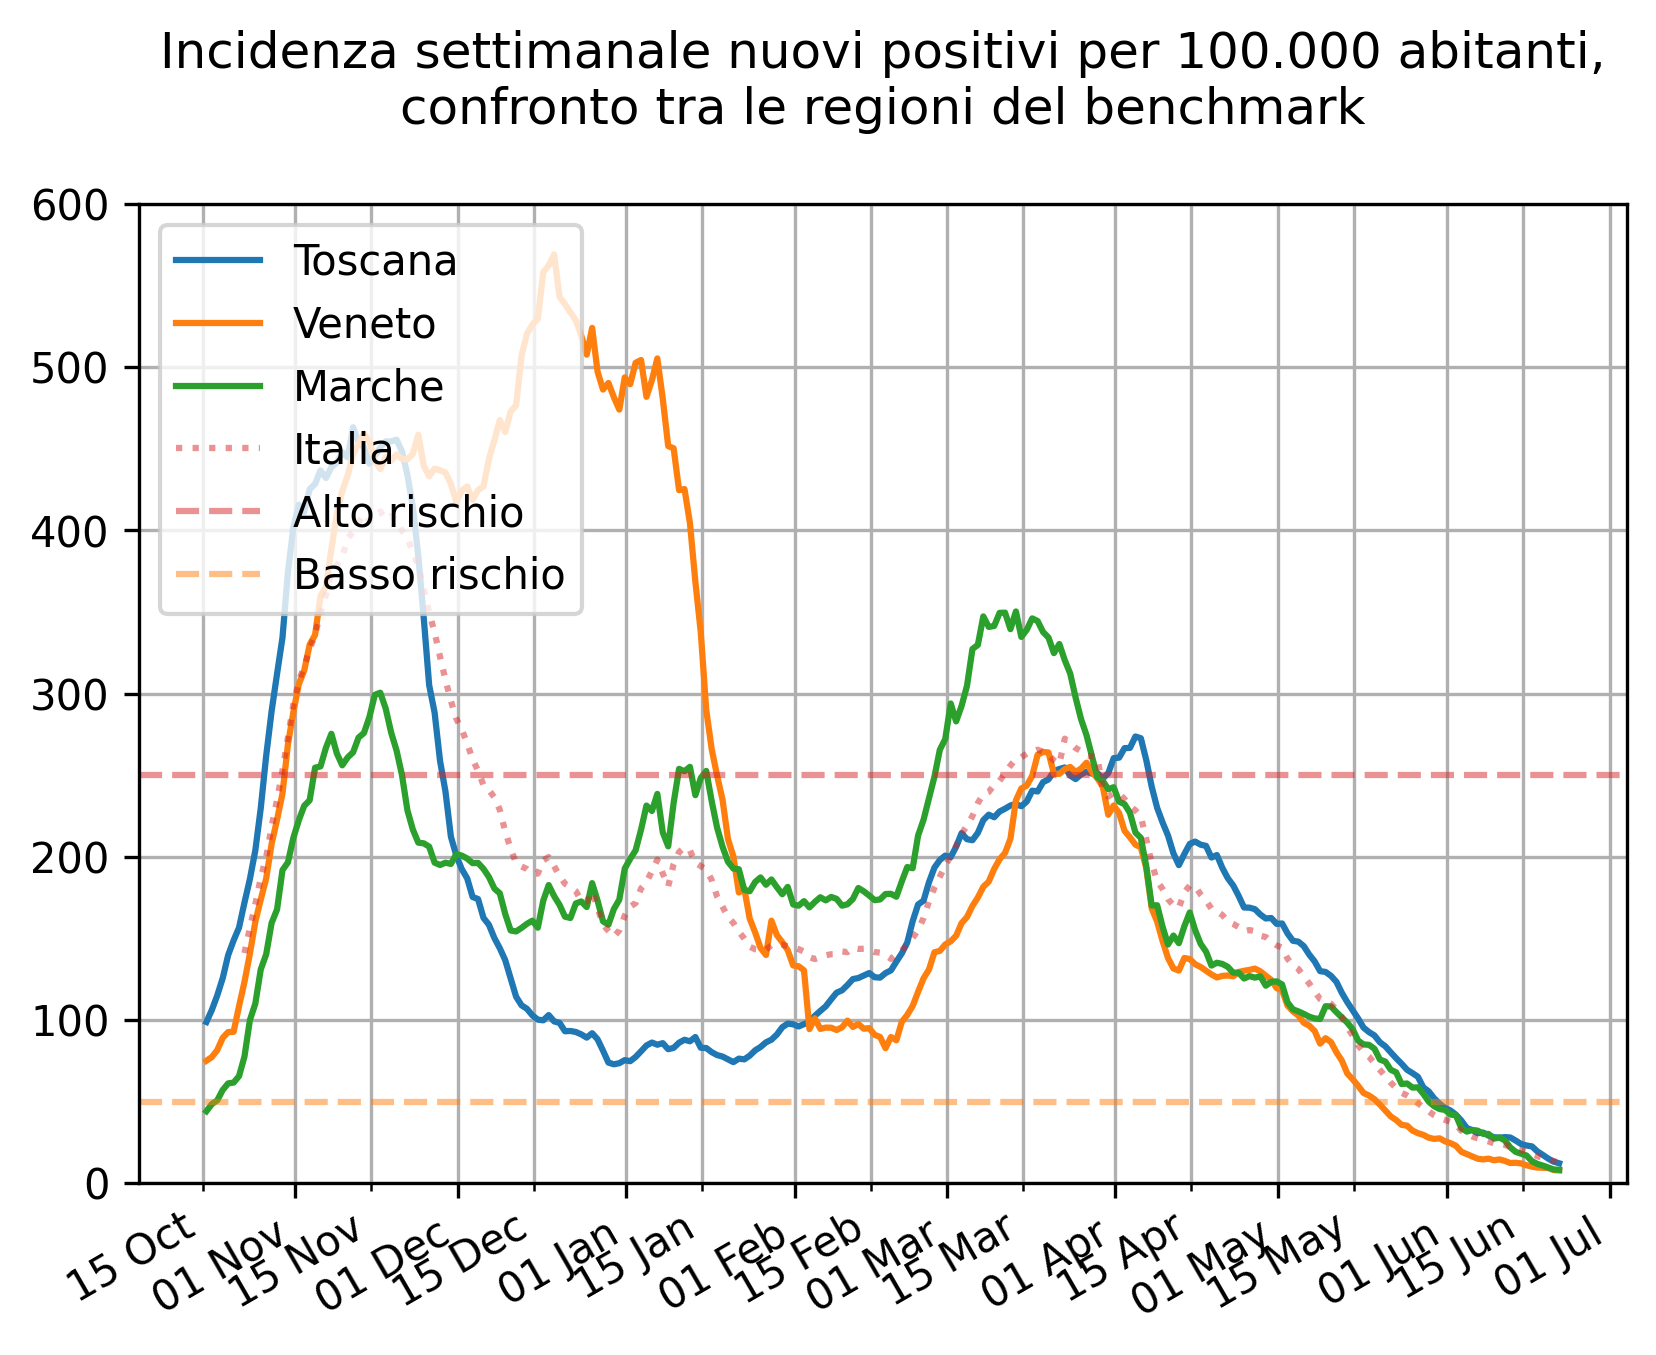 Incidenza settimanale nuovi positivi per 100.000 abitanti,
confronto tra le regioni del benchmark
600
500
400
300
200
100
0
Toscana
Veneto
Marche
Italia
Alto rischio
Basso rischio
15 Oct
01 Nov
15 Nov
01 Dec
15 Dec
01 Jan
15 Jan
01 Feb
15 Feb
01 Mar
15 Mar
01 Apr
15 Apr
01 May
15 May
01 Jun
15 Jun
01 Jul